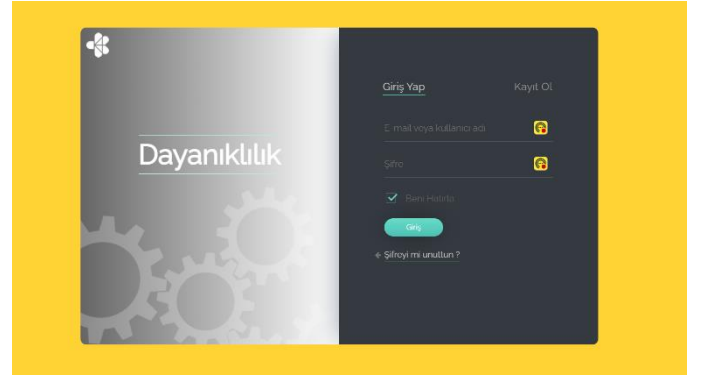 Dayanıklılık
Giriş Yap
Kayıt Ol
E mail veya kullanıcı adı
Şifre
Beni Hatırla
Giriş
Şifreyi mi unuttun ?